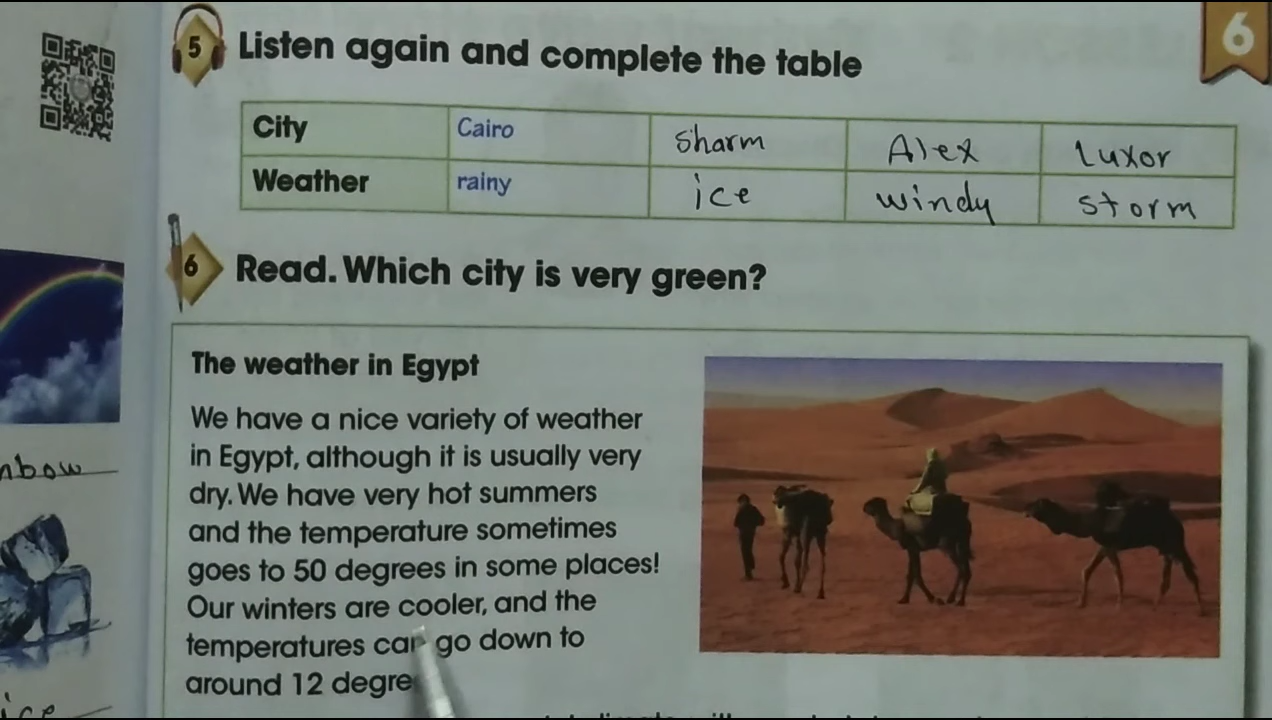 6
5 Listen again and complete the table
City Cairo Sharm Alex Luxor
Weather rainy ice windy storm
6 Read. Which city is very green?
The weather in Egypt
We have a nice variety of weather
in Egypt, although it is usually very
dry. We have very hot summers
and the temperature sometimes
goes to 50 degrees in some places!
Our winters are cooler, and the
temperatures can go down to
around 12 degre
nbow
ice